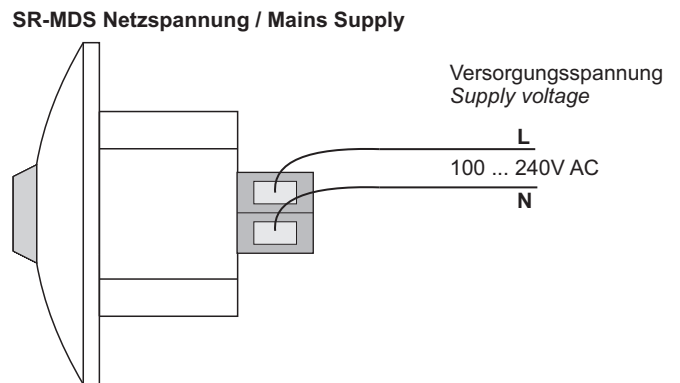 SR-MDS Netzspannung / Mains Supply
Versorgungsspannung
Supply voltage
L
100 ... 240V AC
N